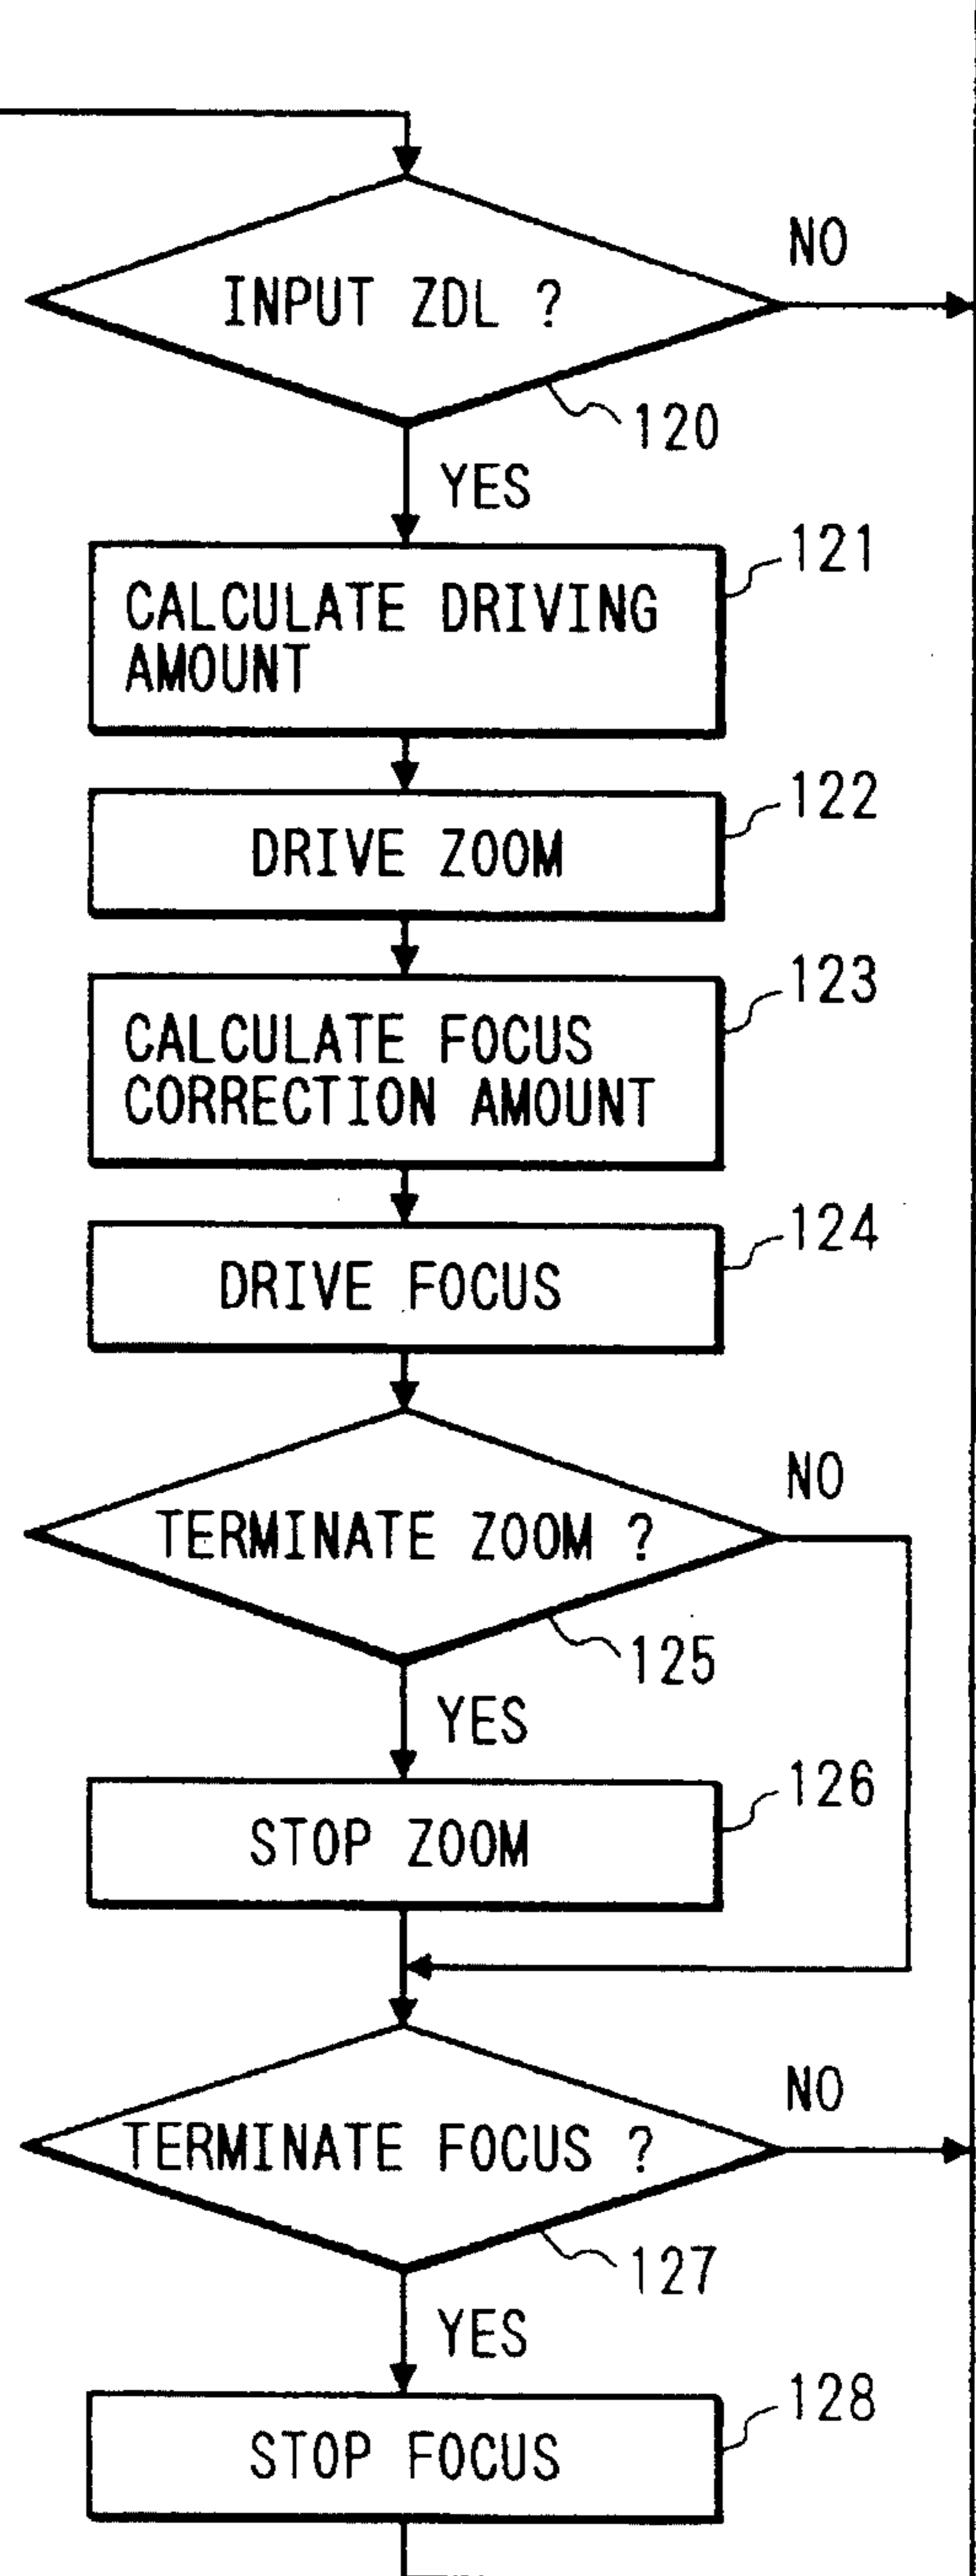 NO
INPUT ZDL ?
120
YES
121
CALCULATE DRIVING
AMOUNT
122
DRIVE ZOOM
123
CALCULATE FOCUS
CORRECTION AMOUNT
124
DRIVE FOCUS
NO
TERMINATE ZOOM ?
125
YES
126
STOP ZOOM
NO
TERMINATE FOCUS ?
127
YES
128
STOP FOCUS